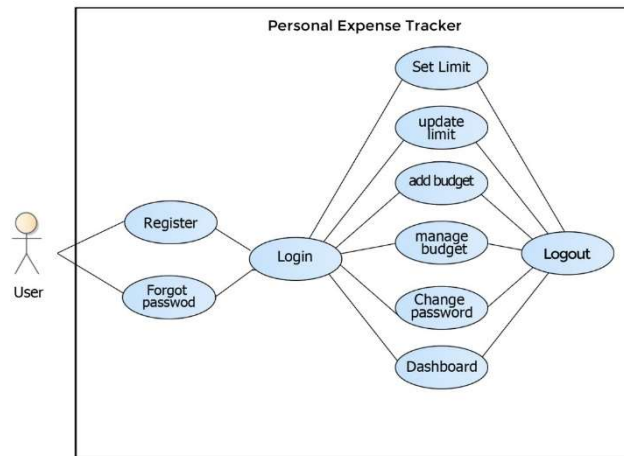 Personal Expense Tracker
Set Limit
update
limit
add budget
Register
manage
budget
Login
Logout
User
Forgot
passwod
Change
password
Dashboard